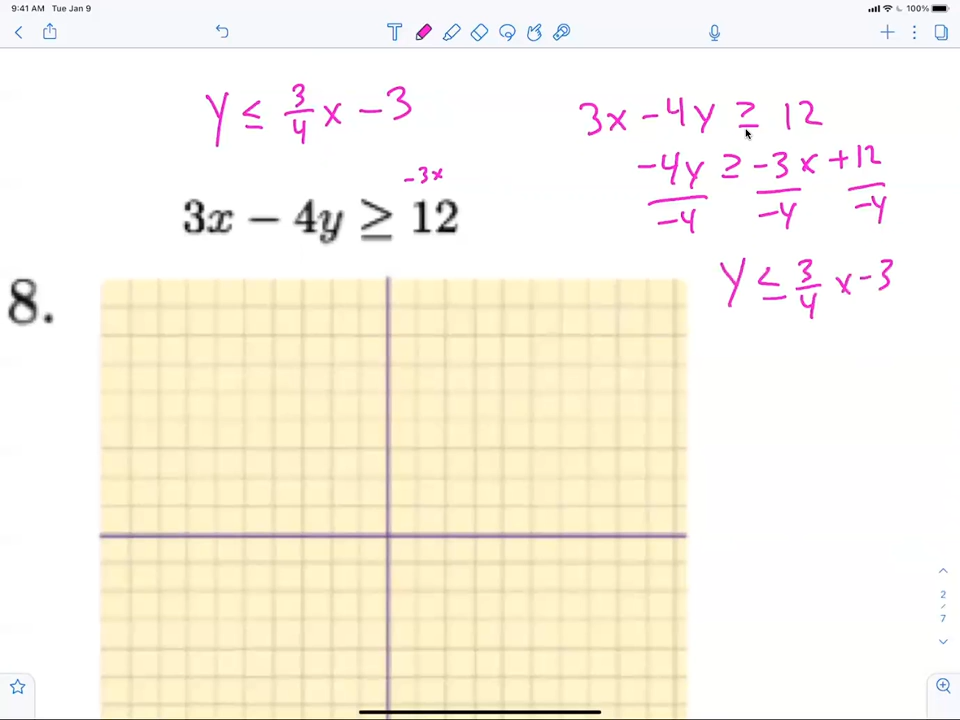 9:41 AM Tue Jan 9
100%
y ≤ 3/4 x - 3
3x - 4y ≥ 12
-4y ≥ -3x + 12
-4 -4 -4
-3x
3x − 4y ≥ 12
y ≤ 3/4 x - 3
8.
2
/
7